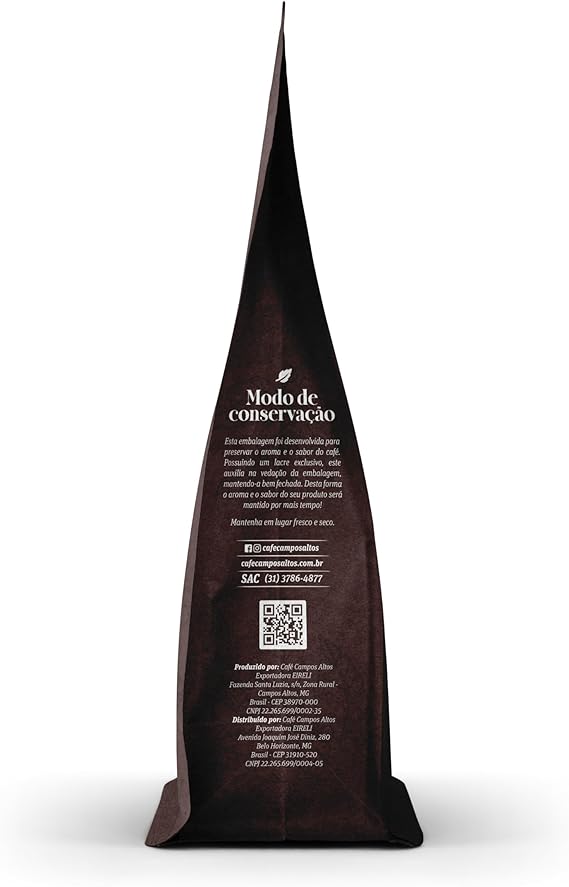 Modo de
conservação
Esta embalagem foi desenvolvida para
preservar o aroma e o sabor do café.
Possuindo um lacre exclusivo, este
auxilia na vedação da embalagem,
mantendo-a bem fechada. Desta forma
o aroma e o sabor do seu produto será
mantido por mais tempo!
Mantenha em lugar fresco e seco.
@cafecamposaltos
cafecamposaltos.com.br
SAC (31) 3786-4877
Produzido por: Café Campos Altos
Exportadora EIRELI
Fazenda Santa Luzia, s/n, Zona Rural -
Campos Altos, MG
Brasil - CEP 38970-000
CNPJ 22.265.699/0002-35
Distribuído por: Café Campos Altos
Exportadora EIRELI
Avenida Joaquim José Diniz, 280
Belo Horizonte, MG
Brasil - CEP 31910-520
CNPJ 22.265.699/0004-05